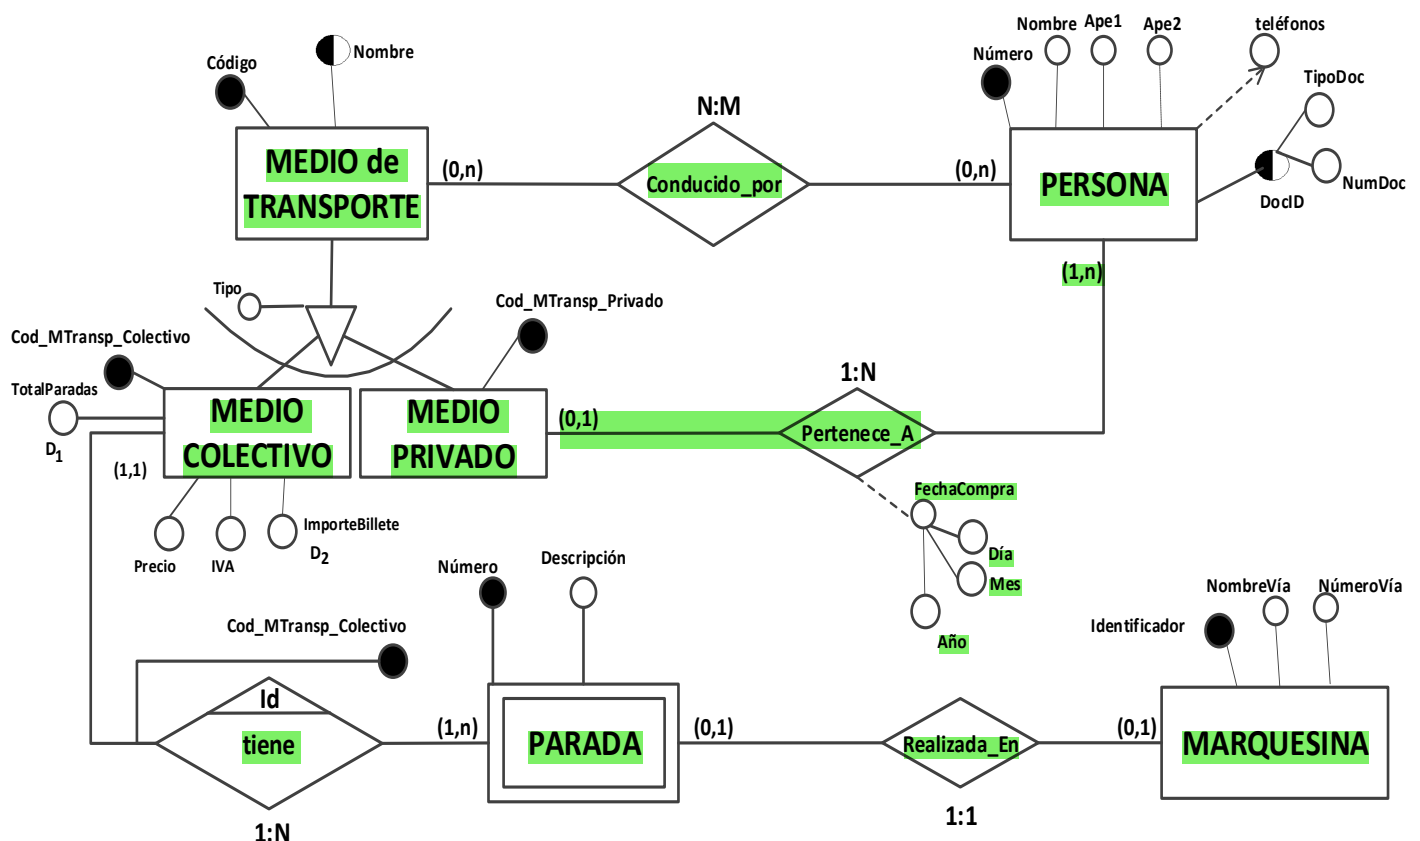 Nombre
Código
Nombre
Ape1
Ape2
teléfonos
Número
TipoDoc
N:M
MEDIO de
TRANSPORTE
(0,n)
Conducido_por
(0,n)
PERSONA
NumDoc
DocID
(1,n)
Tipo
Cod_MTransp_Privado
Cod_MTransp_Colectivo
1:N
TotalParadas
D1
MEDIO
COLECTIVO
MEDIO
PRIVADO
(0,1)
Pertenece_A
(1,1)
FechaCompra
Día
Mes
Año
Precio
IVA
ImporteBillete
D2
Número
Descripción
NombreVía
NúmeroVía
Identificador
Cod_MTransp_Colectivo
Id
tiene
(1,n)
PARADA
(0,1)
Realizada_En
(0,1)
MARQUESINA
1:N
1:1